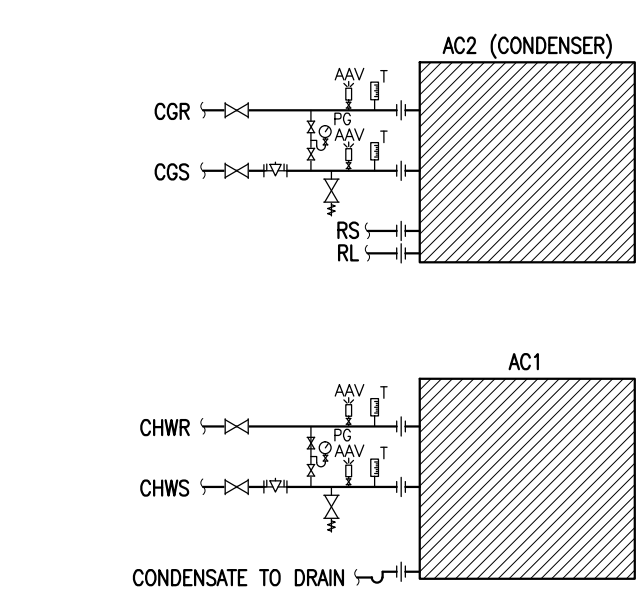 AC2 (CONDENSER)
AAV T
CGR
PG
AAV T
CGS
RS
RL
AC1
AAV T
CHWR
PG
AAV T
CHWS
CONDENSATE TO DRAIN